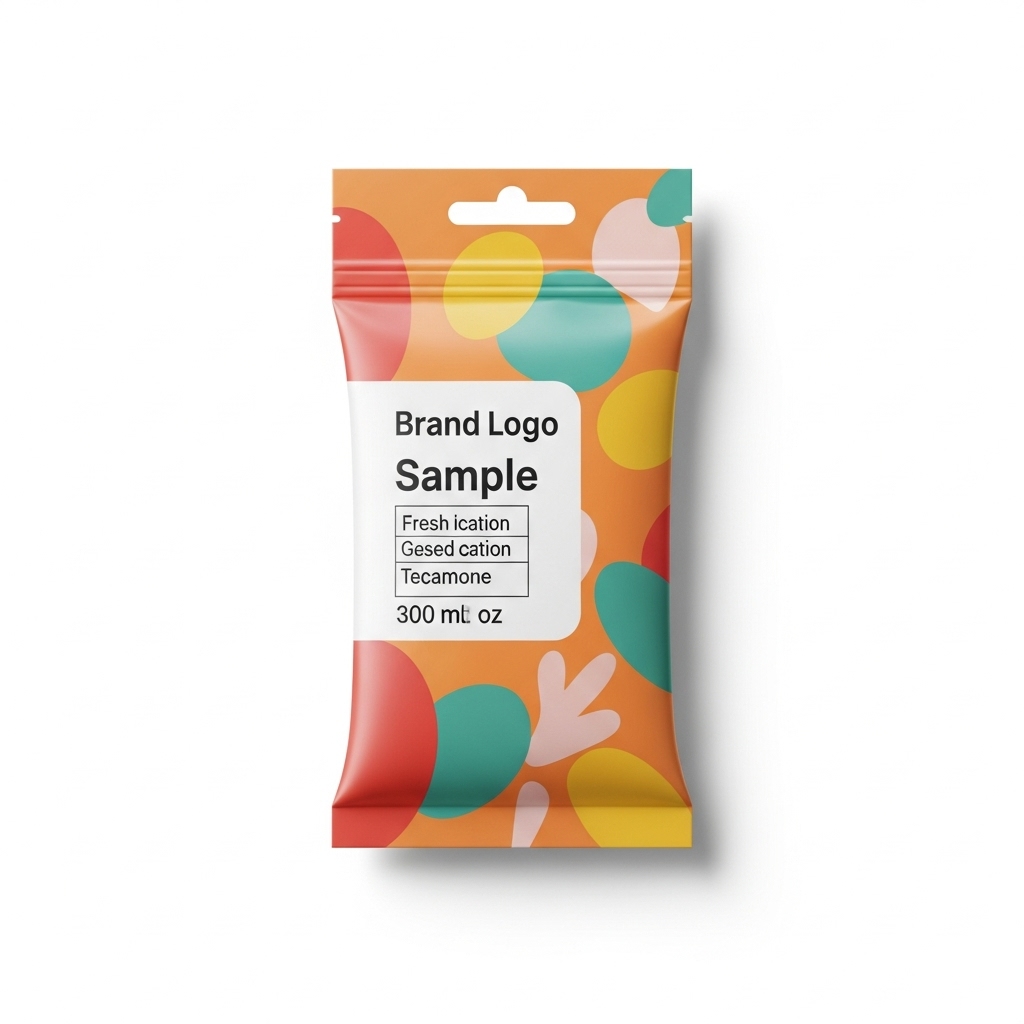 Brand Logo
Sample
Fresh ication
Gesed cation
Tecamone
300 ml oz